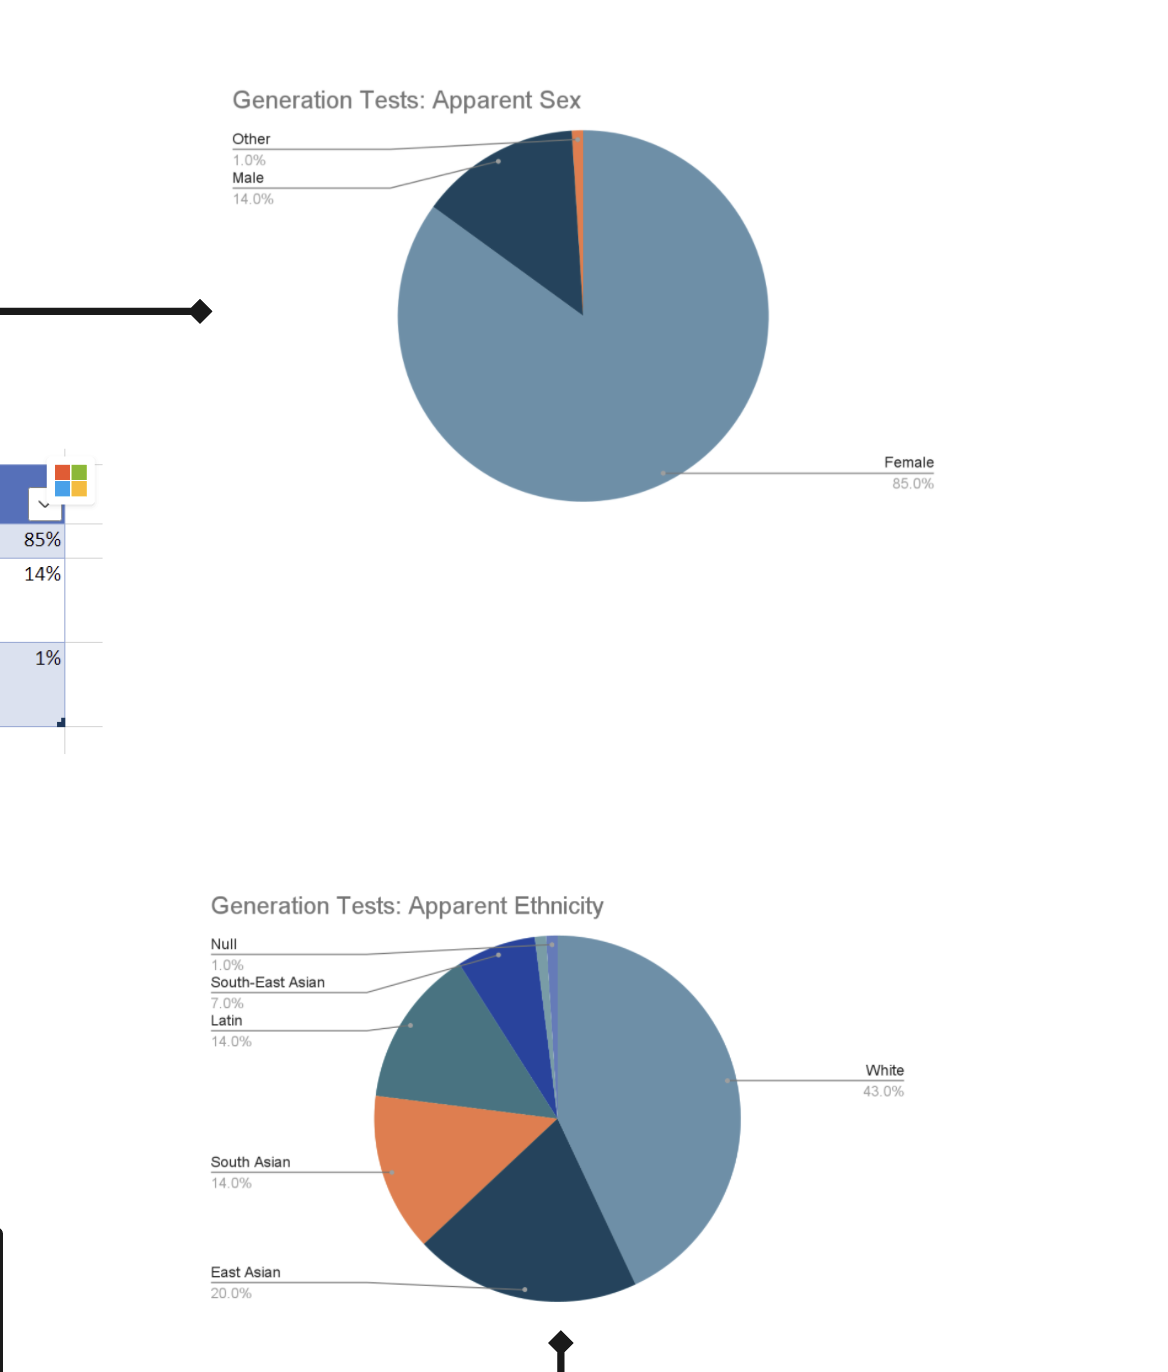 Generation Tests: Apparent Sex
Other
1.0%
Male
14.0%
Female
85.0%
85%
14%
1%
Generation Tests: Apparent Ethnicity
Null
1.0%
South-East Asian
7.0%
Latin
14.0%
White
43.0%
South Asian
14.0%
East Asian
20.0%